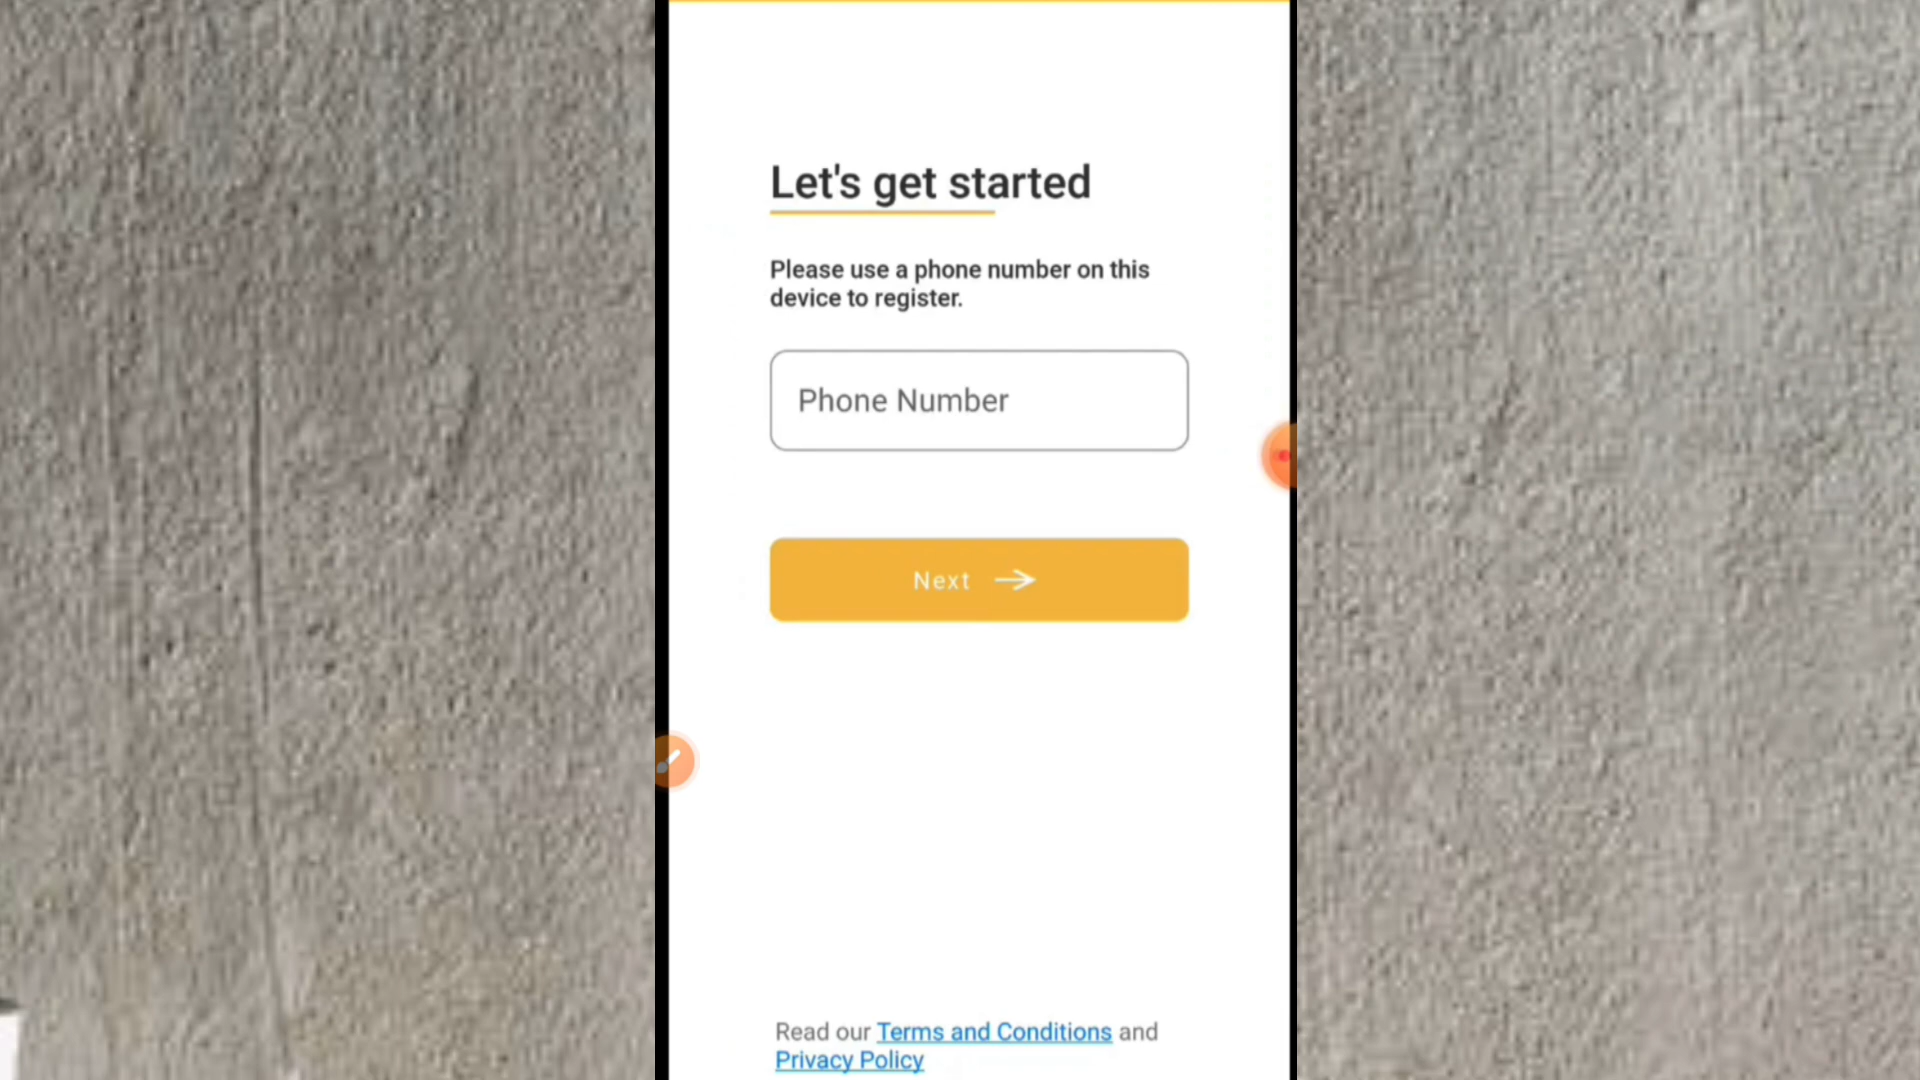 Let's get started
Please use a phone number on this
device to register.
Phone Number
Next
Read our Terms and Conditions and
Privacy Policy